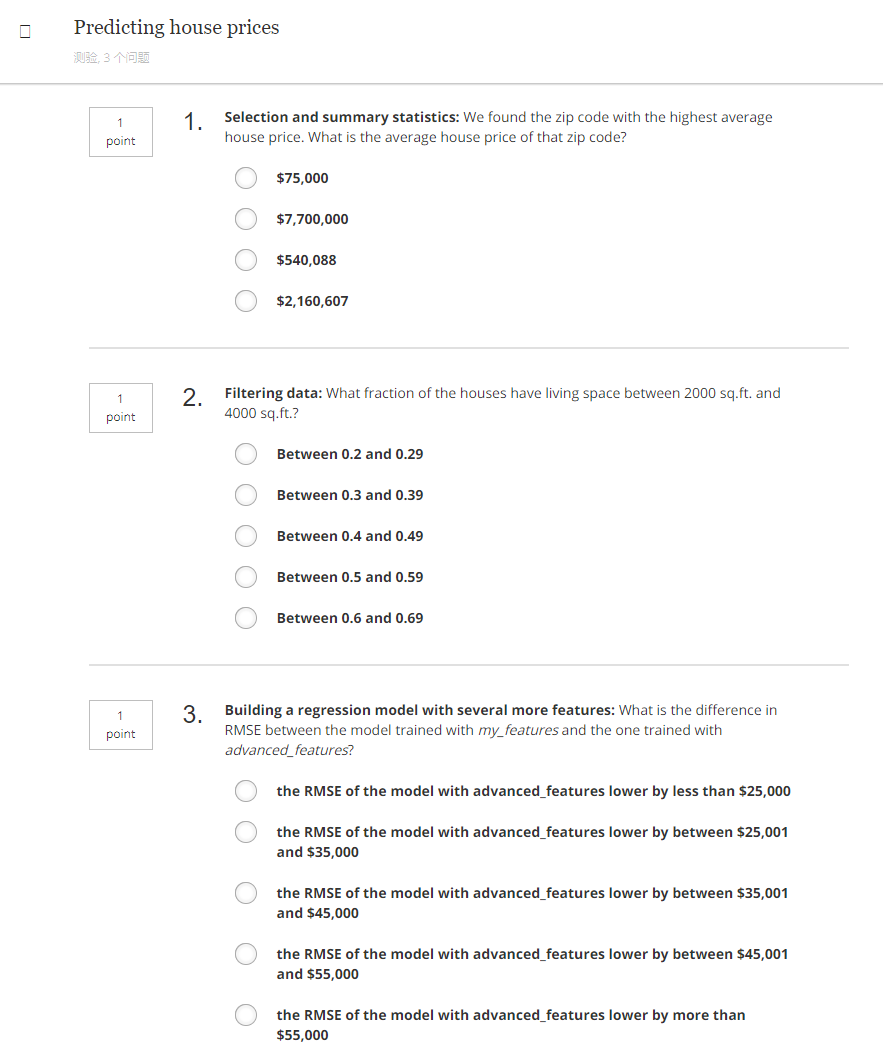 Predicting house prices
测验, 3 个问题
1
point
1.
Selection and summary statistics: We found the zip code with the highest average
house price. What is the average house price of that zip code?
$75,000
$7,700,000
$540,088
$2,160,607
1
point
2.
Filtering data: What fraction of the houses have living space between 2000 sq.ft. and
4000 sq.ft.?
Between 0.2 and 0.29
Between 0.3 and 0.39
Between 0.4 and 0.49
Between 0.5 and 0.59
Between 0.6 and 0.69
1
point
3.
Building a regression model with several more features: What is the difference in
RMSE between the model trained with my_features and the one trained with
advanced_features?
the RMSE of the model with advanced_features lower by less than $25,000
the RMSE of the model with advanced_features lower by between $25,001
and $35,000
the RMSE of the model with advanced_features lower by between $35,001
and $45,000
the RMSE of the model with advanced_features lower by between $45,001
and $55,000
the RMSE of the model with advanced_features lower by more than
$55,000